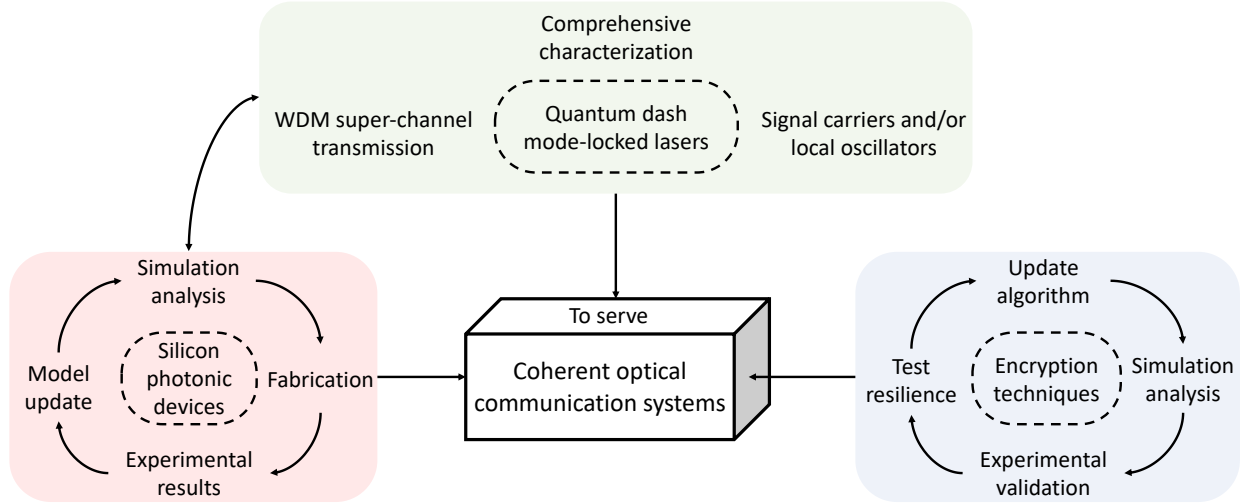 Comprehensive
characterization
WDM super-channel
transmission
Quantum dash
mode-locked lasers
Signal carriers and/or
local oscillators
Simulation
analysis
Fabrication
Experimental
results
Model
update
Silicon
photonic
devices
To serve
Coherent optical
communication systems
Update
algorithm
Simulation
analysis
Experimental
validation
Test
resilience
Encryption
techniques